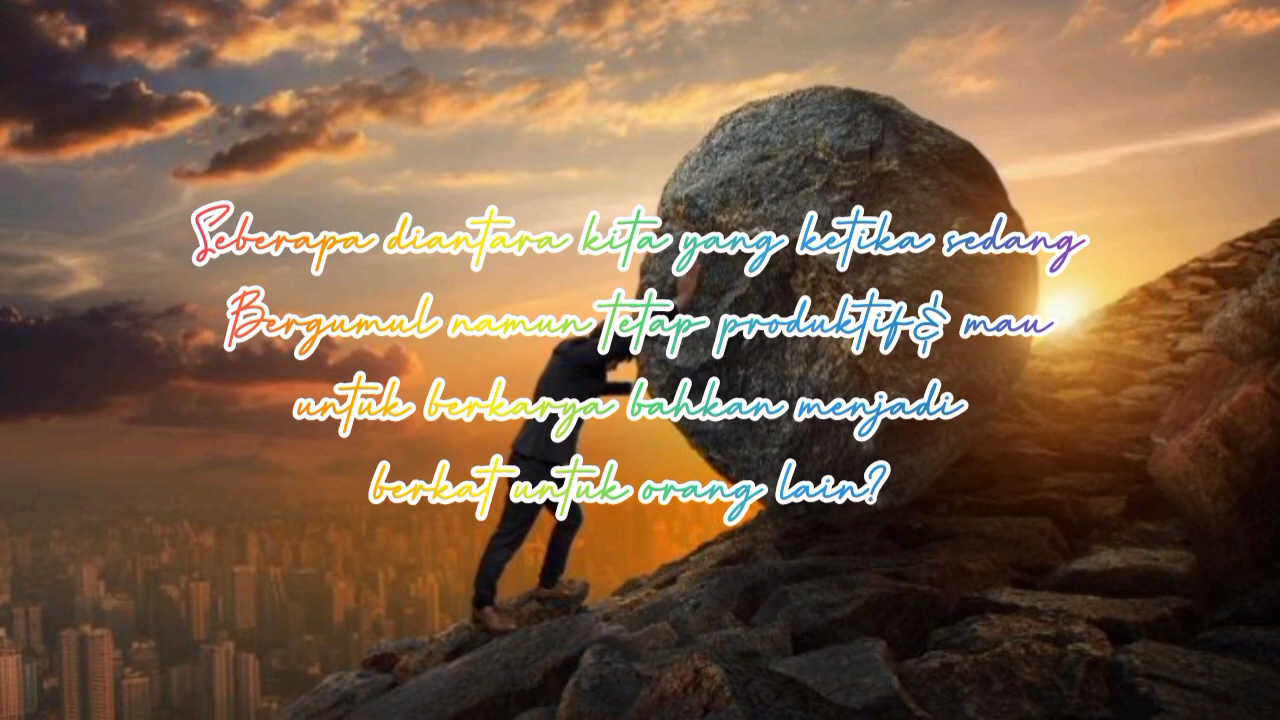 Seberapa diantara kita yang ketika sedang
Bergumul namun tetap produktif & mau
untuk berkarya bahkan menjadi
berkat untuk orang lain?